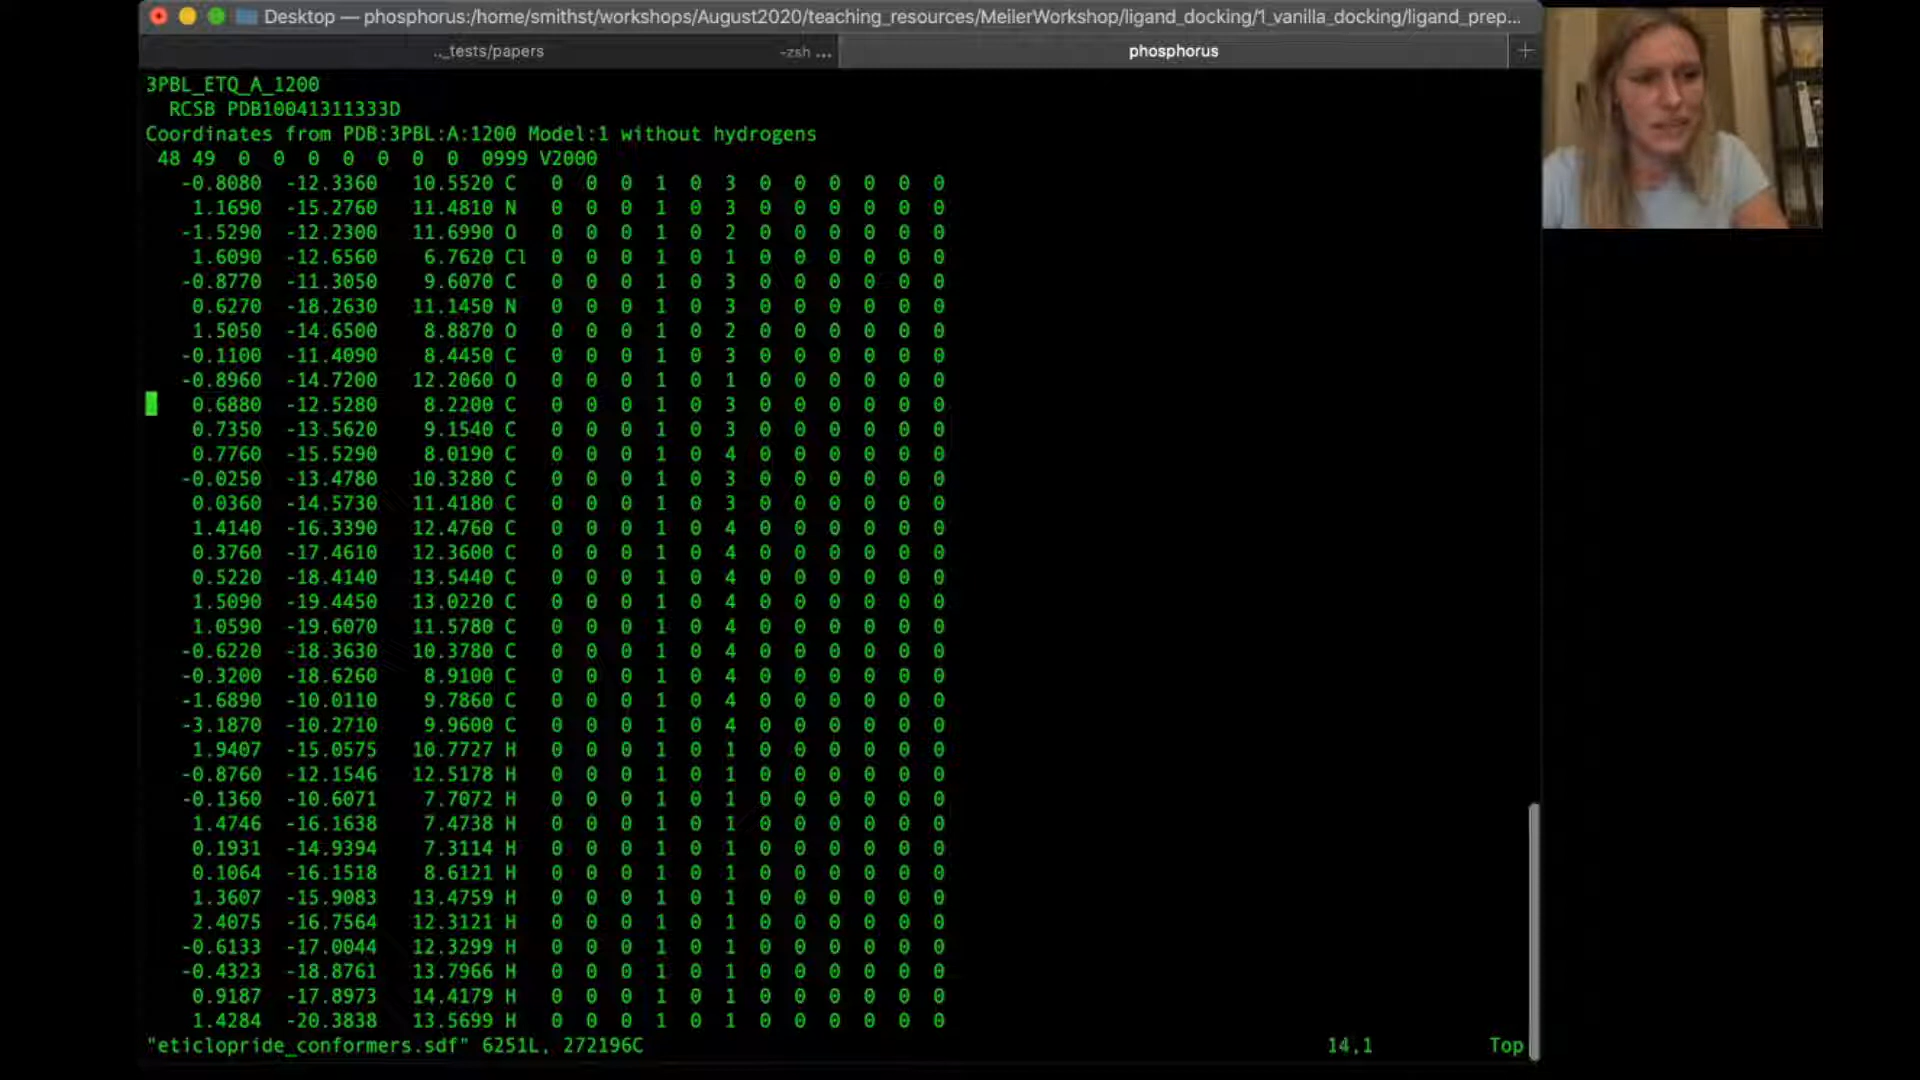 Desktop — phosphorus:/home/smithst/workshops/August2020/teaching_resources/MeilerWorkshop/ligand_docking/1_vanilla_docking/ligand_prep...
.._tests/papers -zsh ... phosphorus +
3PBL_ETQ_A_1200
RCSB PDB10041311333D
Coordinates from PDB:3PBL:A:1200 Model:1 without hydrogens
48 49 0 0 0 0 0 0 0 0999 V2000
-0.8080 -12.3360 10.5520 C 0 0 0 1 0 3 0 0 0 0 0 0
1.1690 -15.2760 11.4810 N 0 0 0 1 0 3 0 0 0 0 0 0
-1.5290 -12.2300 11.6990 O 0 0 0 1 0 2 0 0 0 0 0 0
1.6090 -12.6560 6.7620 Cl 0 0 0 1 0 1 0 0 0 0 0 0
-0.8770 -11.3050 9.6070 C 0 0 0 1 0 3 0 0 0 0 0 0
0.6270 -18.2630 11.1450 N 0 0 0 1 0 3 0 0 0 0 0 0
1.5050 -14.6500 8.8870 O 0 0 0 1 0 2 0 0 0 0 0 0
-0.1100 -11.4090 8.4450 C 0 0 0 1 0 3 0 0 0 0 0 0
-0.8960 -14.7200 12.2060 O 0 0 0 1 0 1 0 0 0 0 0 0
0.6880 -12.5280 8.2200 C 0 0 0 1 0 3 0 0 0 0 0 0
0.7350 -13.5620 9.1540 C 0 0 0 1 0 3 0 0 0 0 0 0
0.7760 -15.5290 8.0190 C 0 0 0 1 0 4 0 0 0 0 0 0
-0.0250 -13.4780 10.3280 C 0 0 0 1 0 3 0 0 0 0 0 0
0.0360 -14.5730 11.4180 C 0 0 0 1 0 3 0 0 0 0 0 0
1.4140 -16.3390 12.4760 C 0 0 0 1 0 4 0 0 0 0 0 0
0.3760 -17.4610 12.3600 C 0 0 0 1 0 4 0 0 0 0 0 0
0.5220 -18.4140 13.5440 C 0 0 0 1 0 4 0 0 0 0 0 0
1.5090 -19.4450 13.0220 C 0 0 0 1 0 4 0 0 0 0 0 0
1.0590 -19.6070 11.5780 C 0 0 0 1 0 4 0 0 0 0 0 0
-0.6220 -18.3630 10.3780 C 0 0 0 1 0 4 0 0 0 0 0 0
-0.3200 -18.6260 8.9100 C 0 0 0 1 0 4 0 0 0 0 0 0
-1.6890 -10.0110 9.7860 C 0 0 0 1 0 4 0 0 0 0 0 0
-3.1870 -10.2710 9.9600 C 0 0 0 1 0 4 0 0 0 0 0 0
1.9407 -15.0575 10.7727 H 0 0 0 1 0 1 0 0 0 0 0 0
-0.8760 -12.1546 12.5178 H 0 0 0 1 0 1 0 0 0 0 0 0
-0.1360 -10.6071 7.7072 H 0 0 0 1 0 1 0 0 0 0 0 0
1.4746 -16.1638 7.4738 H 0 0 0 1 0 1 0 0 0 0 0 0
0.1931 -14.9394 7.3114 H 0 0 0 1 0 1 0 0 0 0 0 0
0.1064 -16.1518 8.6121 H 0 0 0 1 0 1 0 0 0 0 0 0
1.3607 -15.9083 13.4759 H 0 0 0 1 0 1 0 0 0 0 0 0
2.4075 -16.7564 12.3121 H 0 0 0 1 0 1 0 0 0 0 0 0
-0.6133 -17.0044 12.3299 H 0 0 0 1 0 1 0 0 0 0 0 0
-0.4323 -18.8761 13.7966 H 0 0 0 1 0 1 0 0 0 0 0 0
0.9187 -17.8973 14.4179 H 0 0 0 1 0 1 0 0 0 0 0 0
1.4284 -20.3838 13.5699 H 0 0 0 1 0 1 0 0 0 0 0 0
"eticlopride_conformers.sdf" 6251L, 272196C 14,1 Top